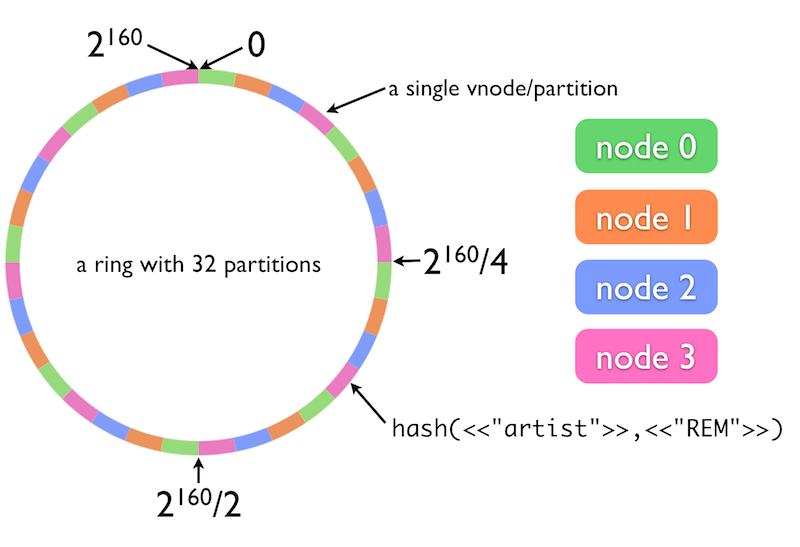 2¹⁶⁰
0
a single vnode/partition
node 0
node 1
a ring with 32 partitions
2¹⁶⁰/4
node 2
node 3
hash(<<"artist">>,<<"REM">>)
2¹⁶⁰/2